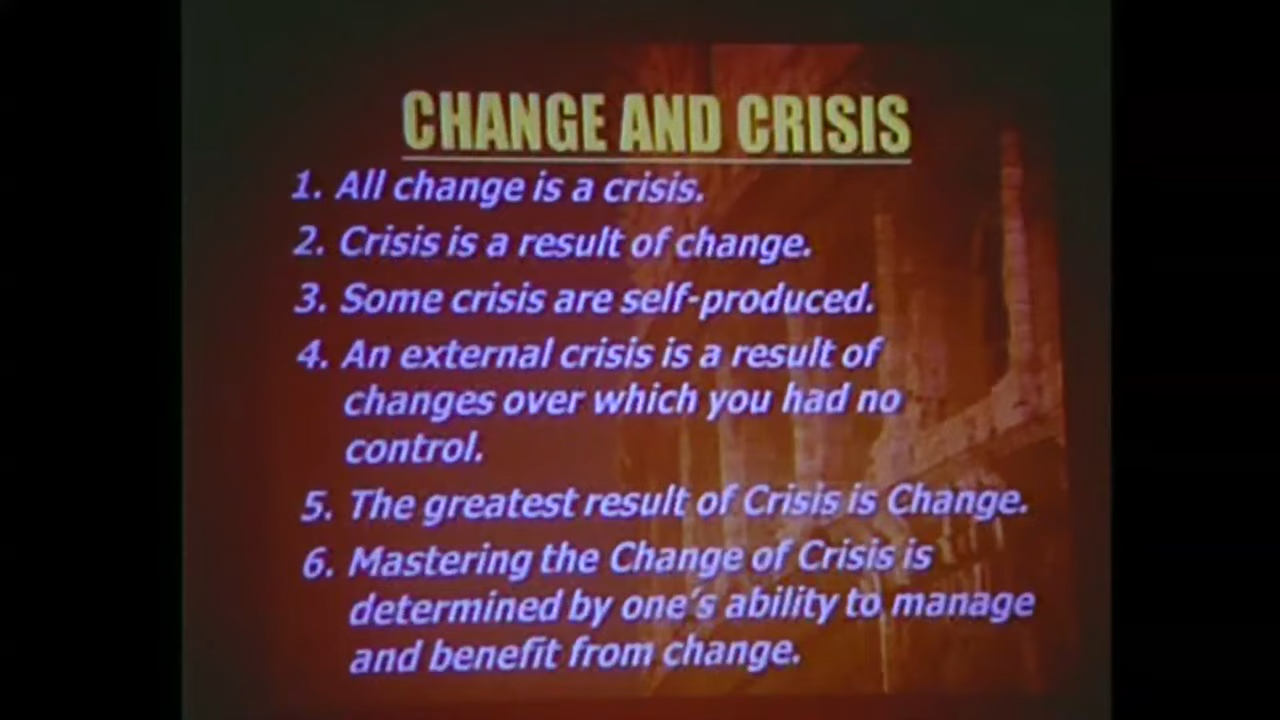 CHANGE AND CRISIS
1. All change is a crisis.
2. Crisis is a result of change.
3. Some crisis are self-produced.
4. An external crisis is a result of
changes over which you had no
control.
5. The greatest result of Crisis is Change.
6. Mastering the Change of Crisis is
determined by one's ability to manage
and benefit from change.